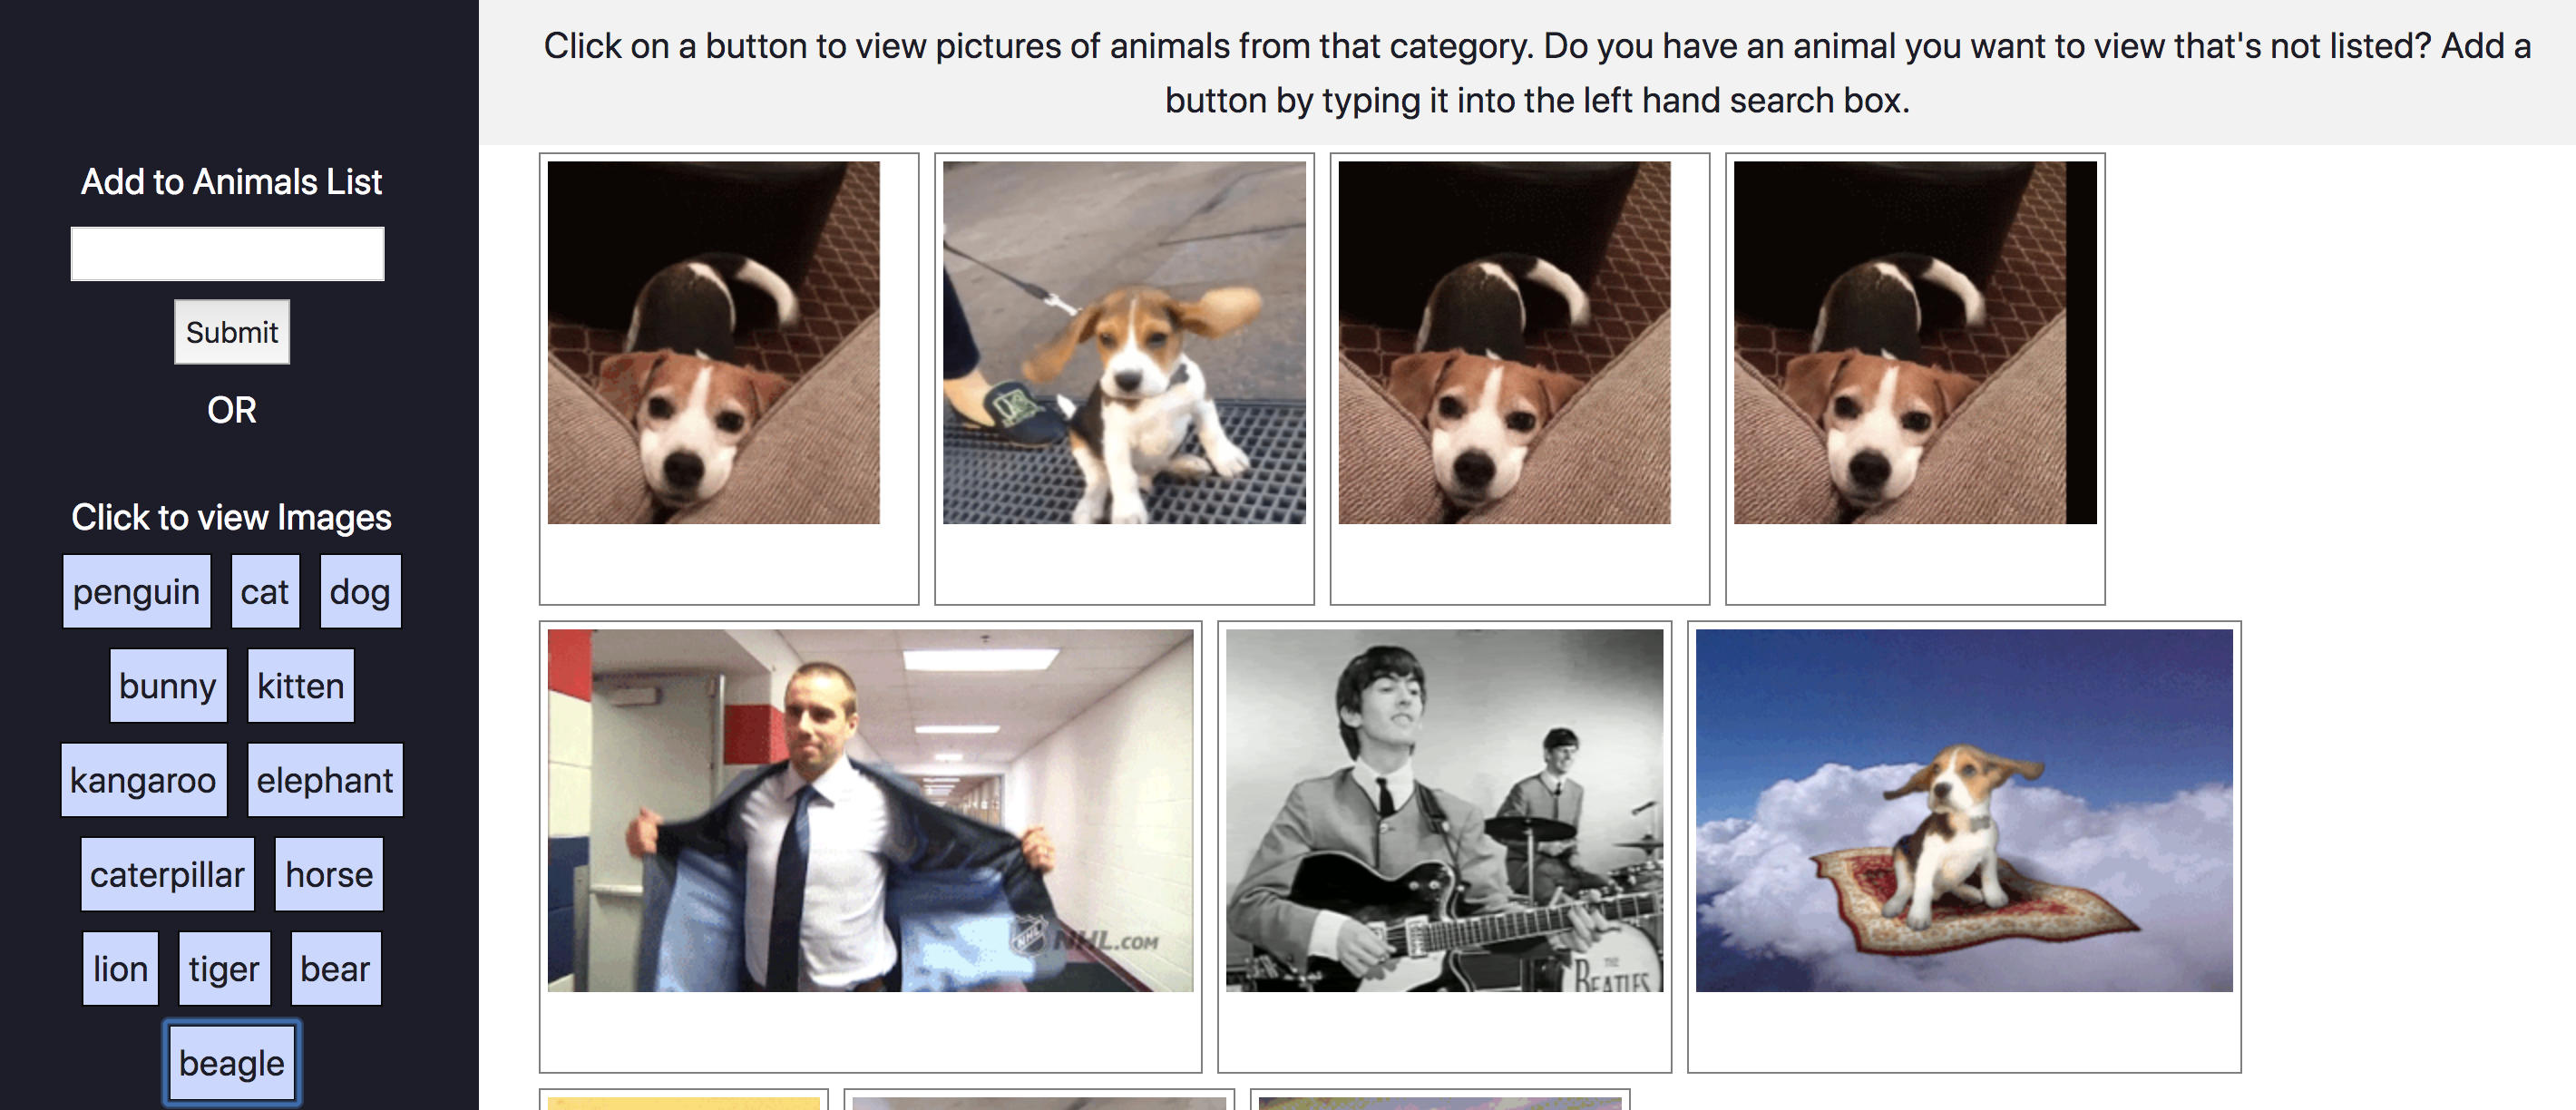 Click on a button to view pictures of animals from that category. Do you have an animal you want to view that's not listed? Add a
button by typing it into the left hand search box.
Add to Animals List
Submit
OR
Click to view Images
penguin cat dog
bunny kitten
kangaroo elephant
caterpillar horse
lion tiger bear
beagle
NHL NHL.COM
THE
BEATLES